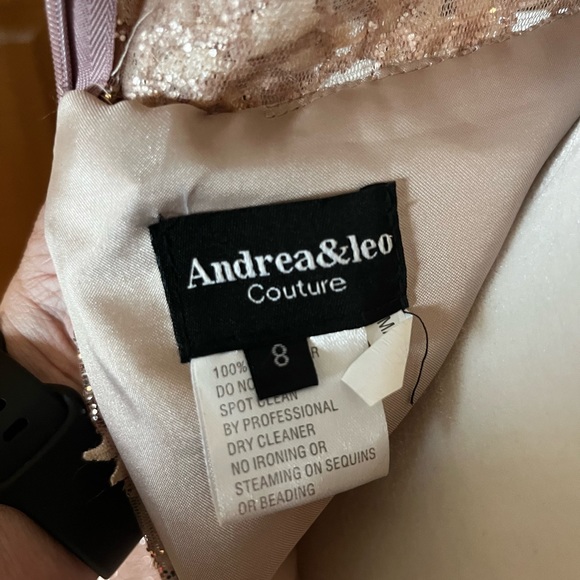 Andrea&leo
Couture
8
100%
R
DO NO
SPOT CLEAN
BY PROFESSIONAL
DRY CLEANER
NO IRONING OR
STEAMING ON SEQUINS
OR BEADING